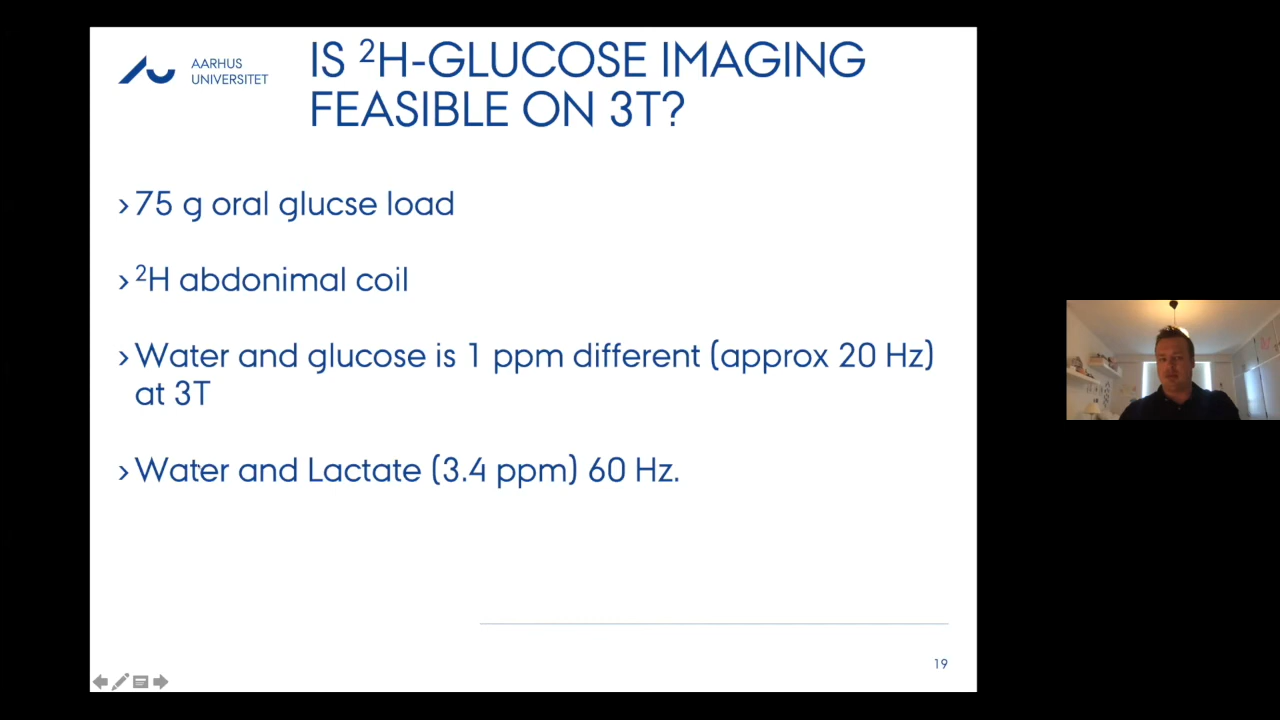 AARHUS
UNIVERSITET
IS ²H-GLUCOSE IMAGING
FEASIBLE ON 3T?
›75 g oral glucse load
›²H abdonimal coil
›Water and glucose is 1 ppm different (approx 20 Hz)
at 3T
›Water and Lactate (3.4 ppm) 60 Hz.
19